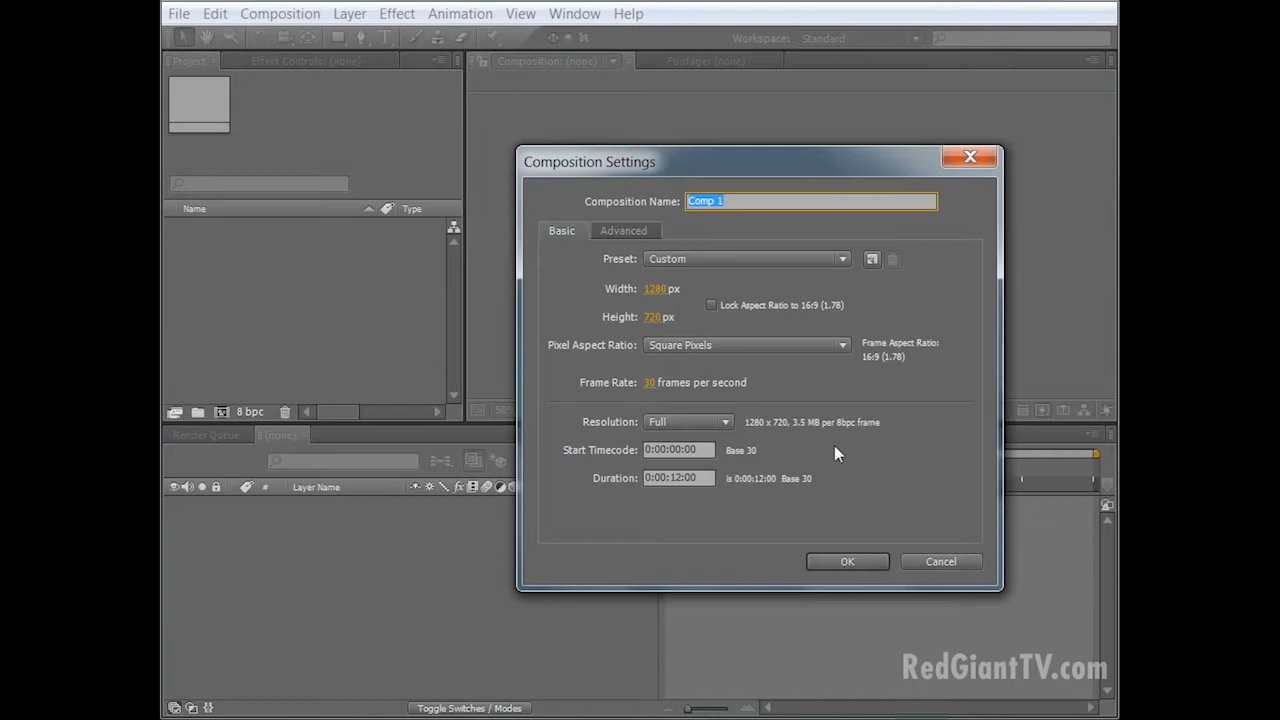 File Edit Composition Layer Effect Animation View Window Help
Workspace: Standard
Project Effect Controls: (none) Composition: (none) Footage: (none)
Composition Settings
Composition Name: Comp 1
Name Type
Basic Advanced
Preset: Custom
Width: 1280 px
Lock Aspect Ratio to 16:9 (1.78)
Height: 720 px
Pixel Aspect Ratio: Square Pixels
Frame Aspect Ratio:
16:9 (1.78)
Frame Rate: 30 frames per second
8 bpc
Resolution: Full 1280 x 720, 3.5 MB per 8bpc frame
Render Queue (none)
Start Timecode: 0:00:00:00 Base 30
Duration: 0:00:12:00 is 0:00:12:00 Base 30
# Layer Name
OK Cancel
RedGiantTV.com
Toggle Switches / Modes